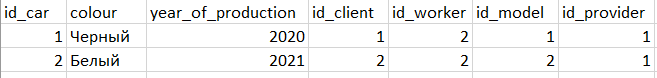 id_car colour year_of_production id_client id_worker id_model id_provider
1 Черный 2020 1 2 1 1
2 Белый 2021 2 2 2 1